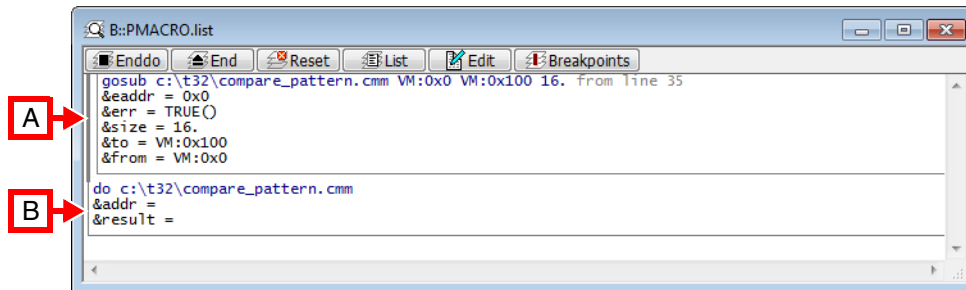 B::PMACRO.list
Enddo End Reset List Edit Breakpoints
gosub c:\t32\compare_pattern.cmm VM:0x0 VM:0x100 16. from line 35
&eaddr = 0x0
&err = TRUE()
A
&size = 16.
&to = VM:0x100
&from = VM:0x0
do c:\t32\compare_pattern.cmm
&addr =
B
&result =